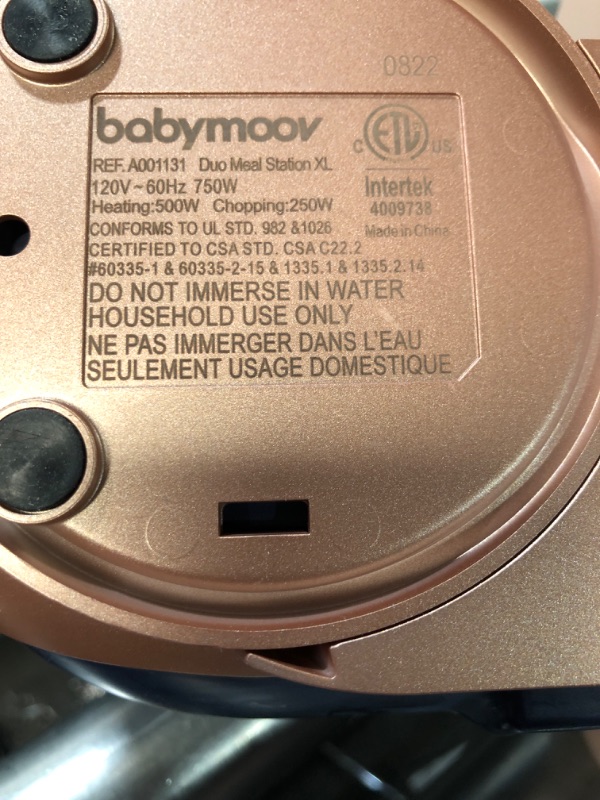 0822
babymoov
C ETL US
REF. A001131 Duo Meal Station XL
120V ~ 60Hz 750W
Intertek
Heating:500W Chopping:250W
4009738
CONFORMS TO UL STD. 982 &1026
Made in China
CERTIFIED TO CSA STD. CSA C22.2
#60335-1 & 60335-2-15 & 1335.1 & 1335.2.14
DO NOT IMMERSE IN WATER
HOUSEHOLD USE ONLY
NE PAS IMMERGER DANS L'EAU
SEULEMENT USAGE DOMESTIQUE